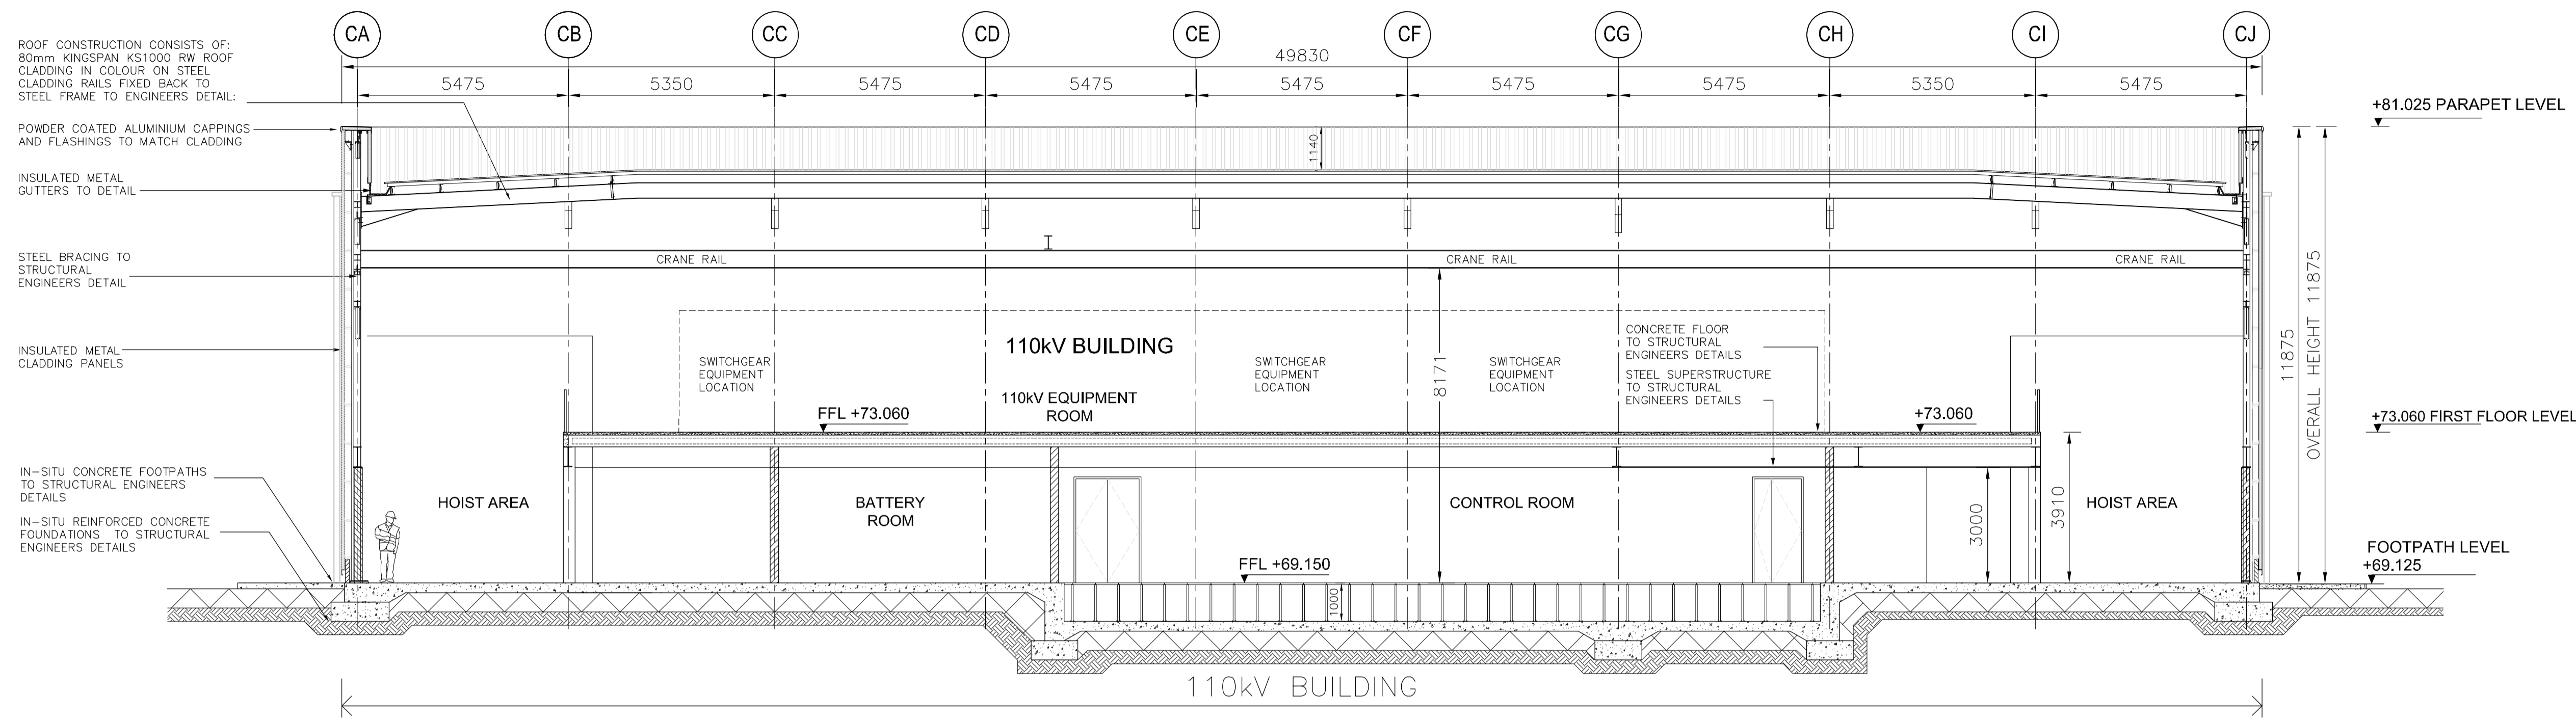 CA CB CC CD CE CF CG CH CI CJ
49830
5475 5350 5475 5475 5475 5475 5475 5350 5475
ROOF CONSTRUCTION CONSISTS OF:
80mm KINGSPAN KS1000 RW ROOF
CLADDING IN COLOUR ON STEEL
CLADDING RAILS FIXED BACK TO
STEEL FRAME TO ENGINEERS DETAIL:
POWDER COATED ALUMINIUM CAPPINGS
AND FLASHINGS TO MATCH CLADDING
INSULATED METAL
GUTTERS TO DETAIL
STEEL BRACING TO
STRUCTURAL
ENGINEERS DETAIL
INSULATED METAL
CLADDING PANELS
IN-SITU CONCRETE FOOTPATHS
TO STRUCTURAL ENGINEERS
DETAILS
IN-SITU REINFORCED CONCRETE
FOUNDATIONS TO STRUCTURAL
ENGINEERS DETAILS
1140
CRANE RAIL
CRANE RAIL
CRANE RAIL
110kV BUILDING
110kV EQUIPMENT
ROOM
SWITCHGEAR
EQUIPMENT
LOCATION
SWITCHGEAR
EQUIPMENT
LOCATION
SWITCHGEAR
EQUIPMENT
LOCATION
8171
CONCRETE FLOOR
TO STRUCTURAL
ENGINEERS DETAILS
STEEL SUPERSTRUCTURE
TO STRUCTURAL
ENGINEERS DETAILS
FFL +73.060
+73.060
HOIST AREA
BATTERY
ROOM
CONTROL ROOM
HOIST AREA
3000
3910
FFL +69.150
1000
11875
OVERALL HEIGHT 11875
+81.025 PARAPET LEVEL
+73.060 FIRST FLOOR LEVEL
FOOTPATH LEVEL
+69.125
110kV BUILDING